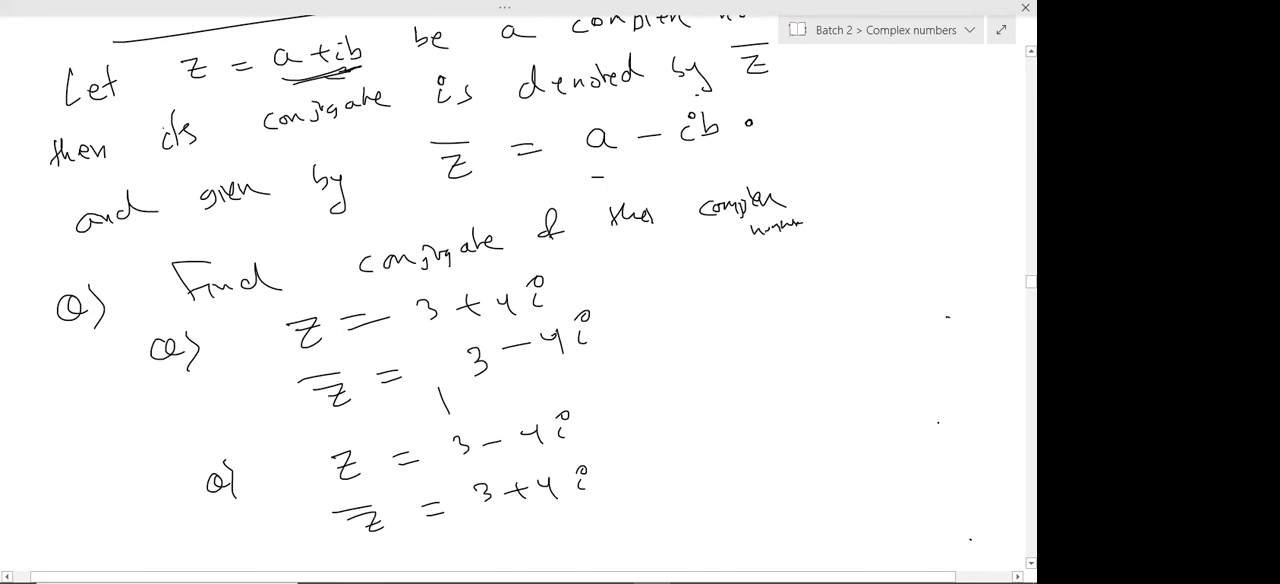 Batch 2 > Complex numbers
Let z = a + ib be a complex
then its conjugate is denoted by z̅
and given by z̅ = a - ib .
Q) Find conjugate of the complex number
a) z = 3 + 4i
z̅ = 3 - 4i
Q) z = 3 - 4i
z̅ = 3 + 4i